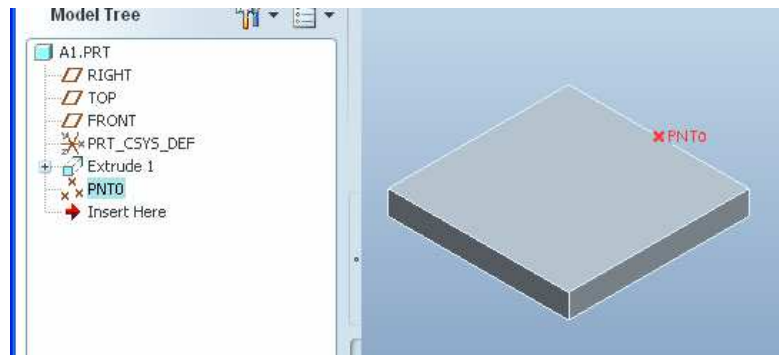 Model Tree
A1.PRT
RIGHT
TOP
FRONT
PRT_CSYS_DEF
Extrude 1
PNT0
Insert Here
PNT0